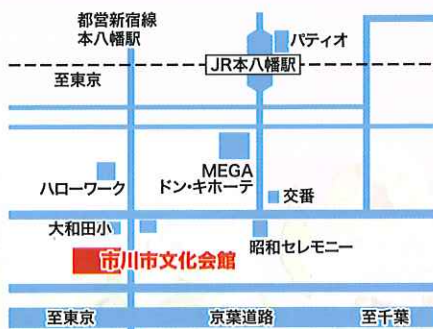 都営新宿線
本八幡駅
パティオ
JR本八幡駅
至東京
MEGA
ドン・キホーテ
ハローワーク
交番
大和田小
昭和セレモニー
市川市文化会館
至東京
京葉道路
至千葉